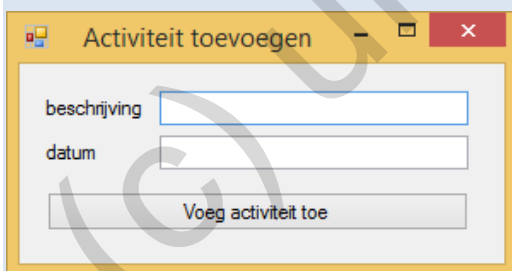 Activiteit toevoegen
beschrijving
datum
Voeg activiteit toe
(c) u